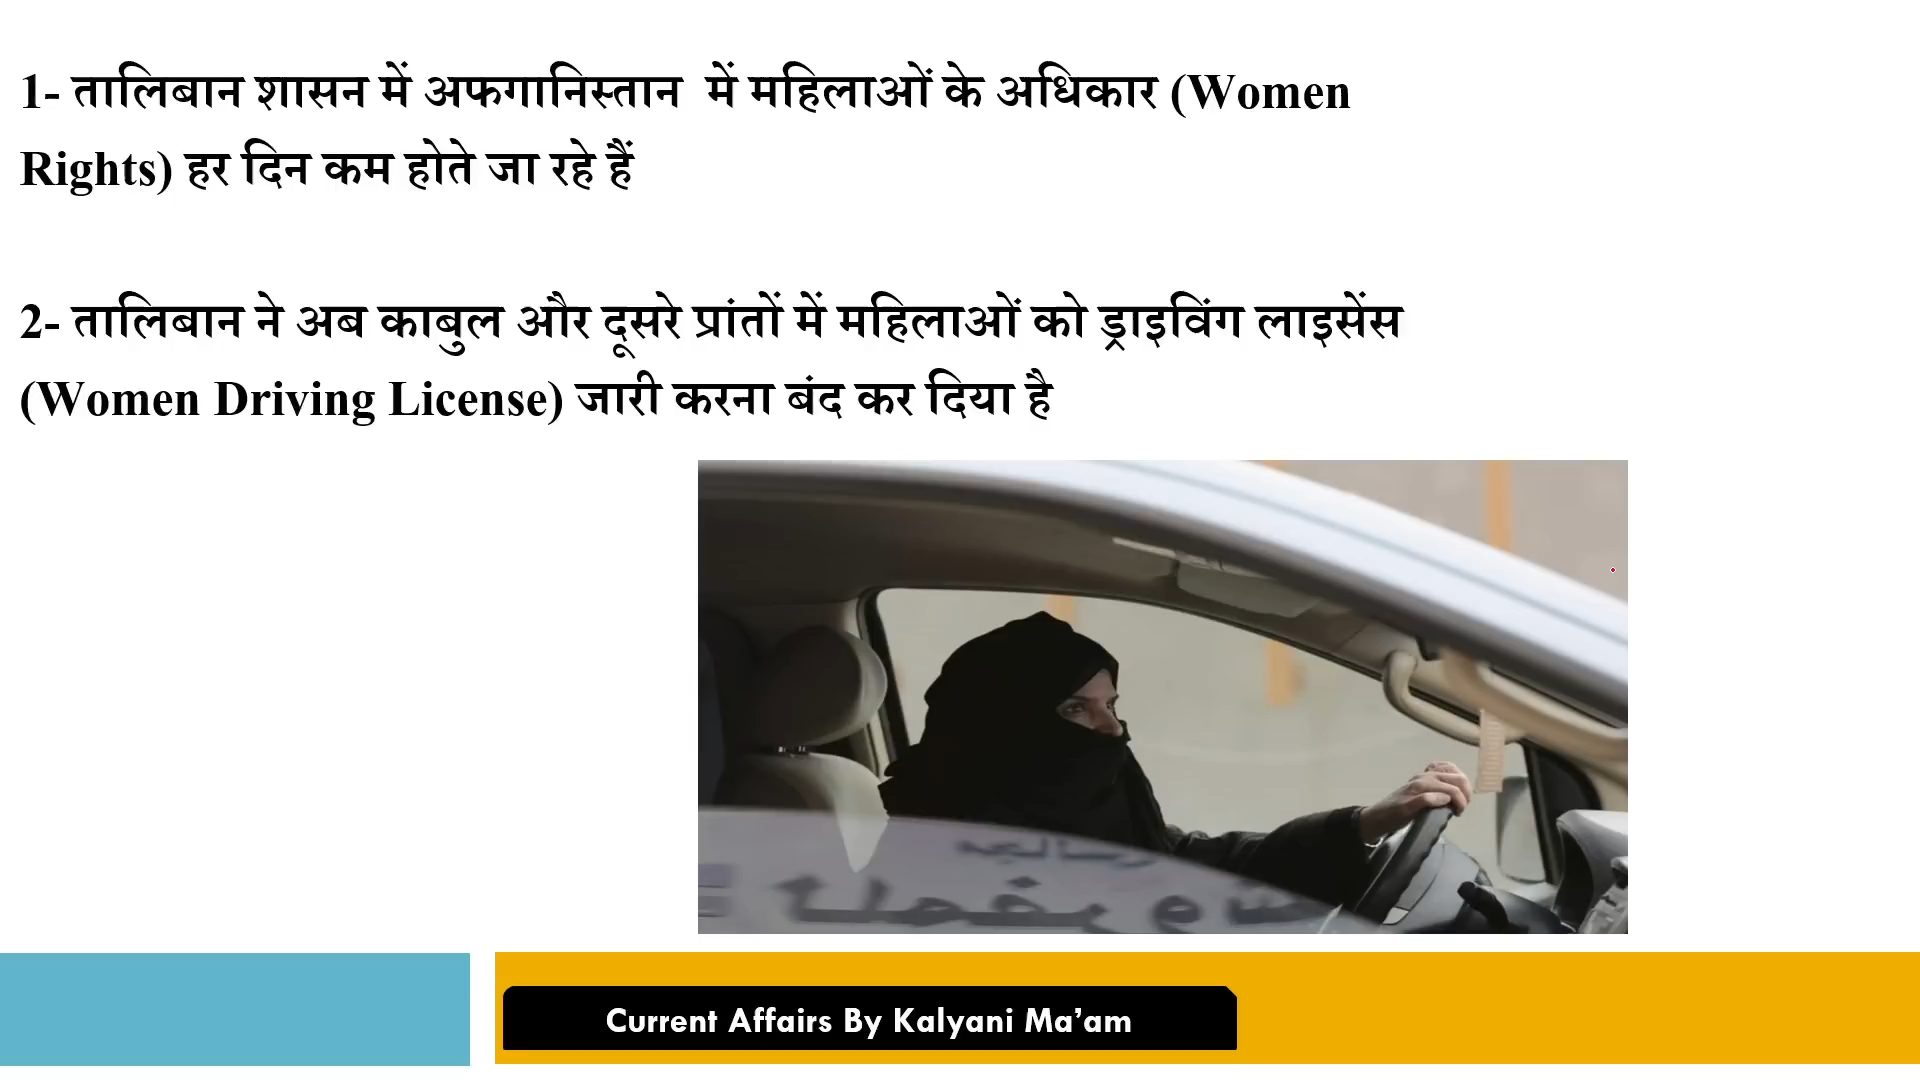 1- तालिबान शासन में अफगानिस्तान में महिलाओं के अधिकार (Women
Rights) हर दिन कम होते जा रहे हैं
2- तालिबान ने अब काबुल और दूसरे प्रांतों में महिलाओं को ड्राइविंग लाइसेंस
(Women Driving License) जारी करना बंद कर दिया है
Current Affairs By Kalyani Ma’am